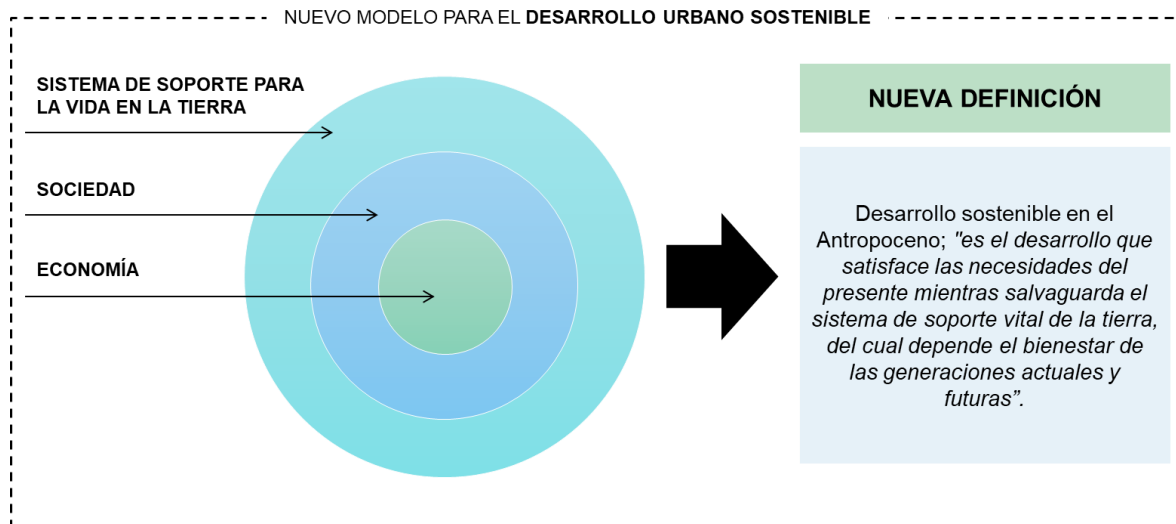 NUEVO MODELO PARA EL DESARROLLO URBANO SOSTENIBLE
SISTEMA DE SOPORTE PARA
LA VIDA EN LA TIERRA
SOCIEDAD
ECONOMÍA
NUEVA DEFINICIÓN
Desarrollo sostenible en el
Antropoceno; "es el desarrollo que
satisface las necesidades del
presente mientras salvaguarda el
sistema de soporte vital de la tierra,
del cual depende el bienestar de
las generaciones actuales y
futuras”.